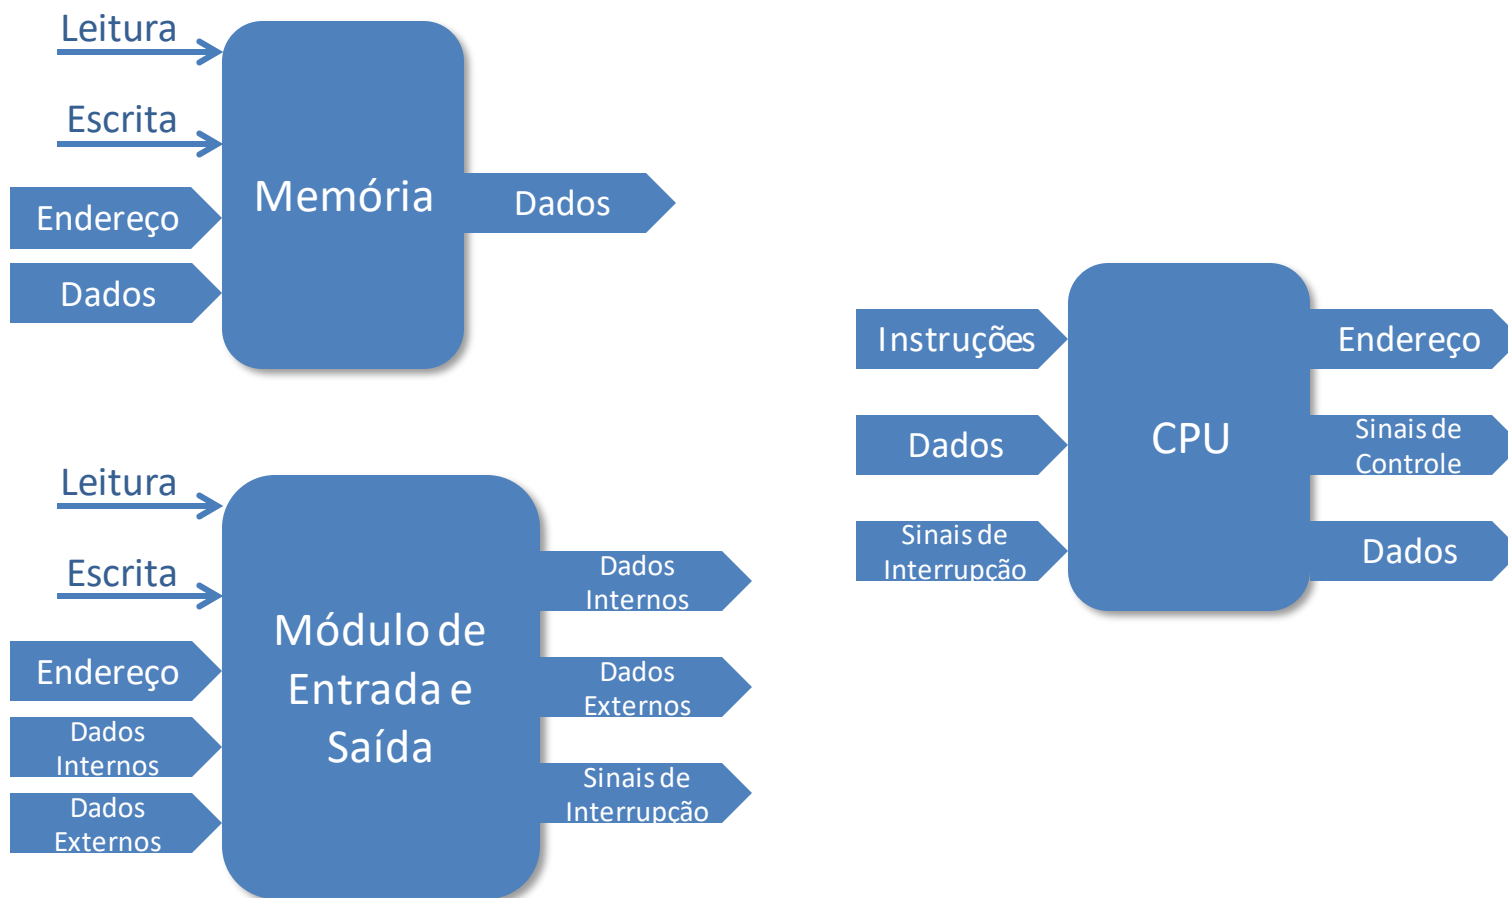 Leitura
Escrita
Endereço
Dados
Memória
Dados
Leitura
Escrita
Endereço
Dados
Internos
Dados
Externos
Módulo de
Entrada e
Saída
Dados
Internos
Dados
Externos
Sinais de
Interrupção
Instruções
Dados
Sinais de
Interrupção
CPU
Endereço
Sinais de
Controle
Dados